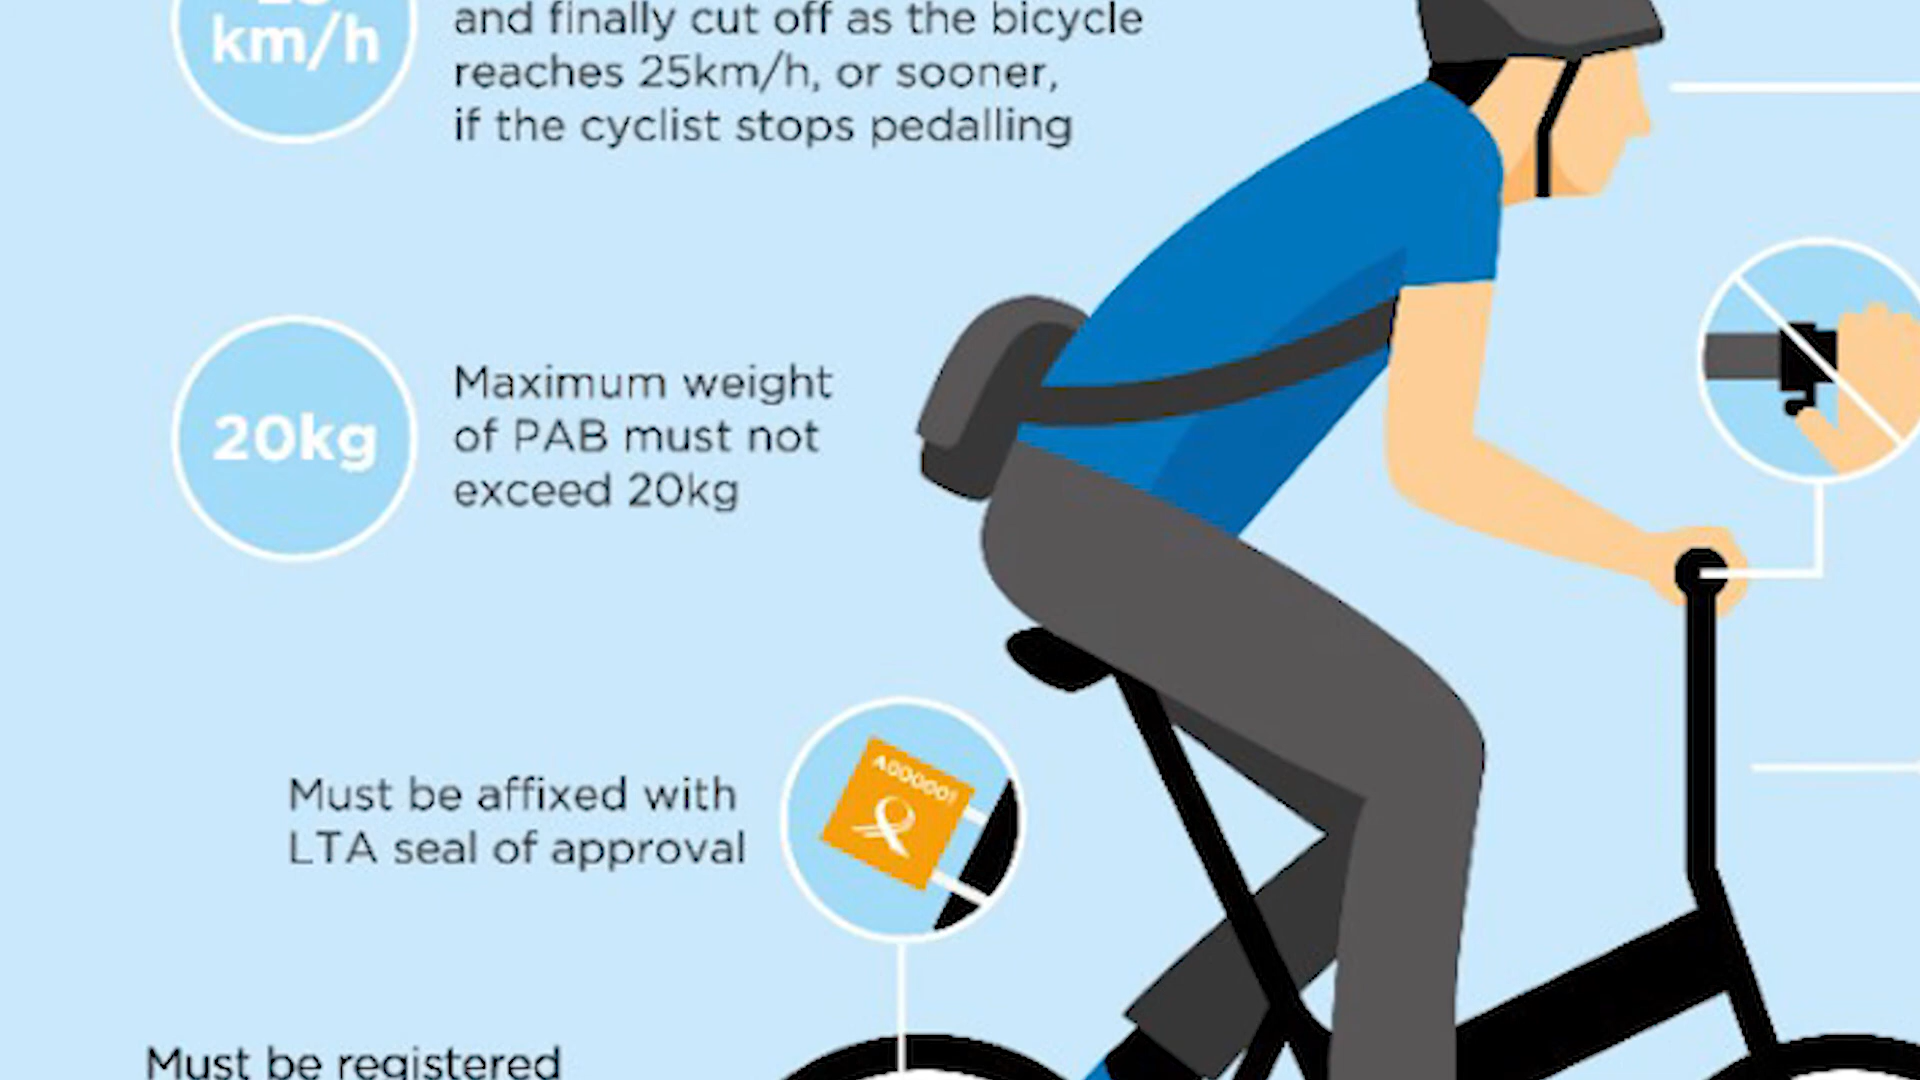 km/h
and finally cut off as the bicycle
reaches 25km/h, or sooner,
if the cyclist stops pedalling
20kg
Maximum weight
of PAB must not
exceed 20kg
A000001
Must be affixed with
LTA seal of approval
Must be registered